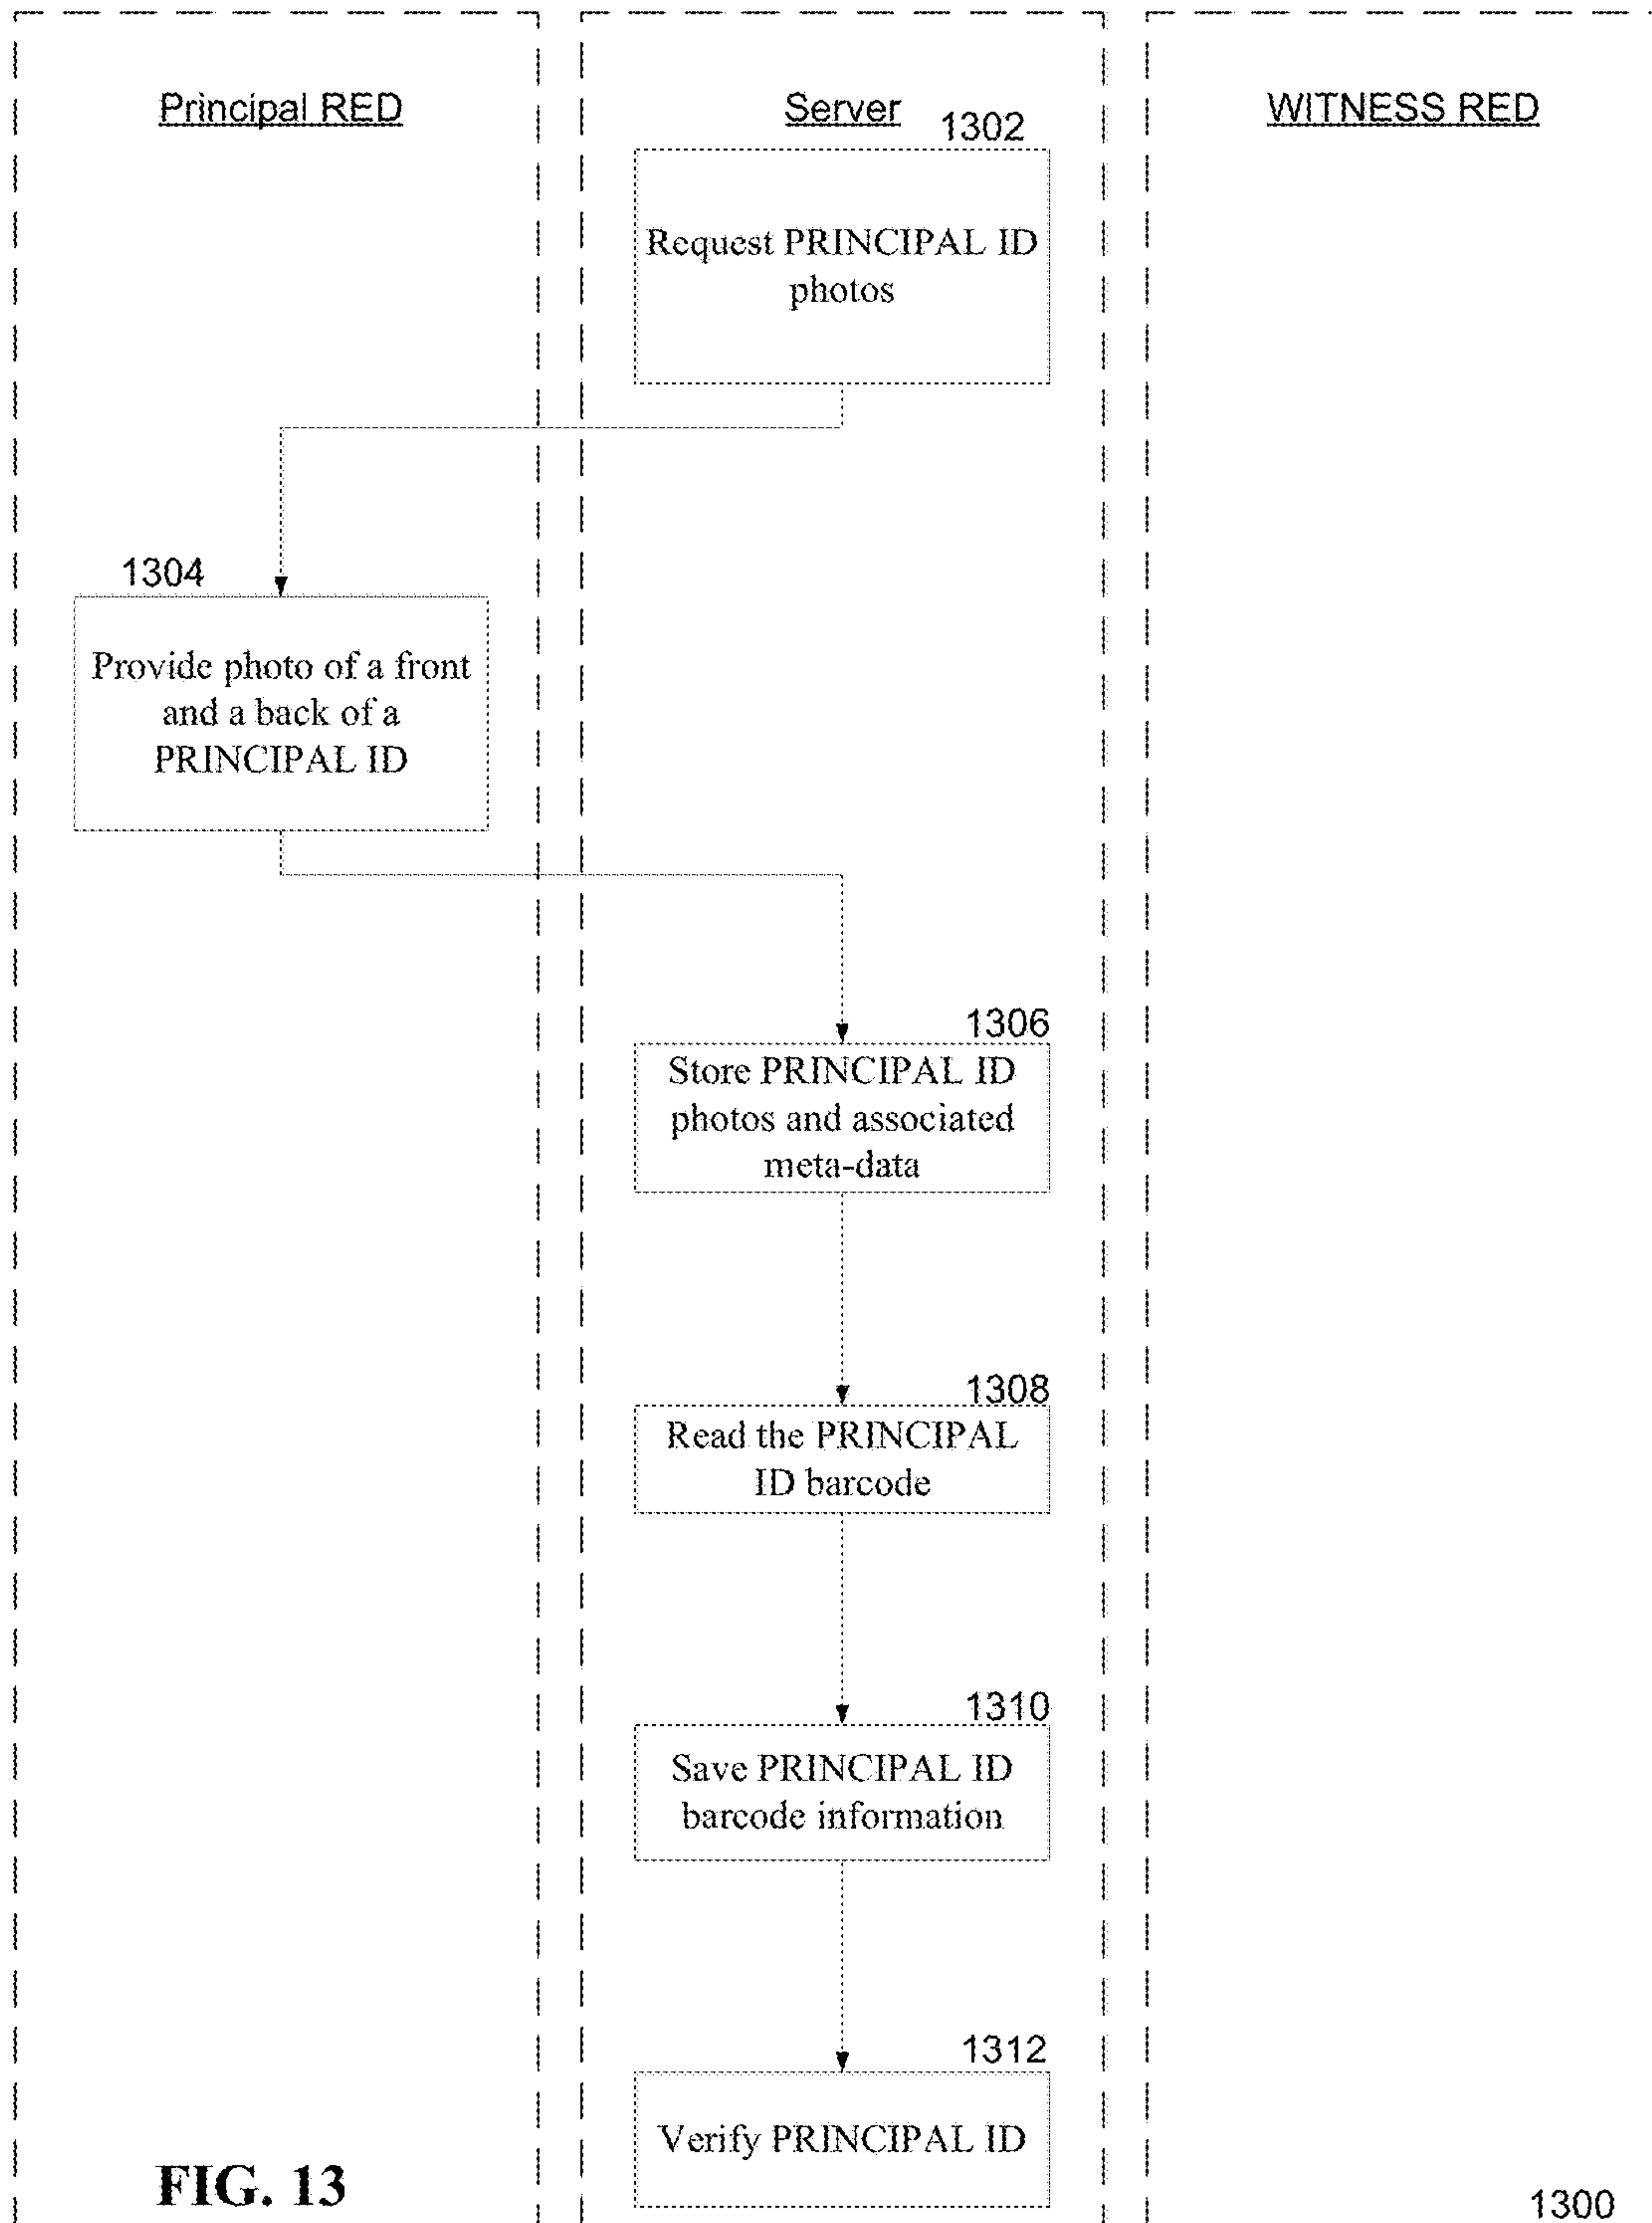 Principal RED
Server
WITNESS RED
1302
Request PRINCIPAL ID
photos
1304
Provide photo of a front
and a back of a
PRINCIPAL ID
1306
Store PRINCIPAL ID
photos and associated
meta-data
1308
Read the PRINCIPAL
ID barcode
1310
Save PRINCIPAL ID
barcode information
1312
Verify PRINCIPAL ID
FIG. 13
1300